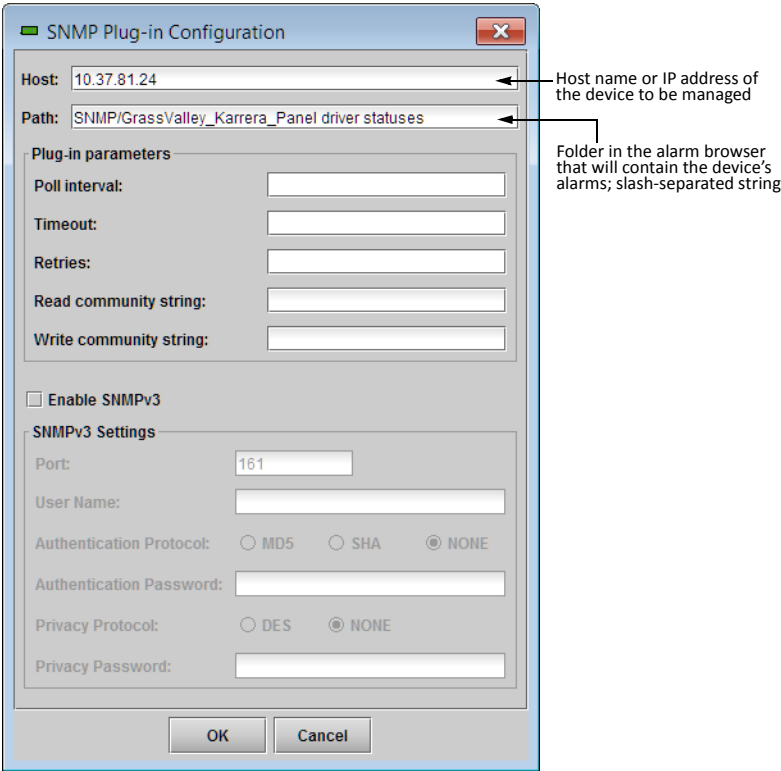 SNMP Plug-in Configuration
Host: 10.37.81.24
Host name or IP address of
the device to be managed
Path: SNMP/GrassValley_Karrera_Panel driver statuses
Folder in the alarm browser
that will contain the device's
alarms; slash-separated string
Plug-in parameters
Poll interval:
Timeout:
Retries:
Read community string:
Write community string:
Enable SNMPv3
SNMPv3 Settings
Port: 161
User Name:
Authentication Protocol: MD5 SHA NONE
Authentication Password:
Privacy Protocol: DES NONE
Privacy Password:
OK Cancel